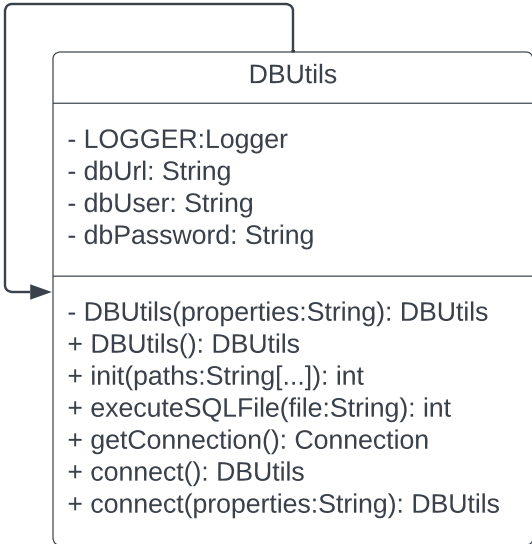 DBUtils
- LOGGER:Logger
- dbUrl: String
- dbUser: String
- dbPassword: String
- DBUtils(properties:String): DBUtils
+ DBUtils(): DBUtils
+ init(paths:String[...]): int
+ executeSQLFile(file:String): int
+ getConnection(): Connection
+ connect(): DBUtils
+ connect(properties:String): DBUtils